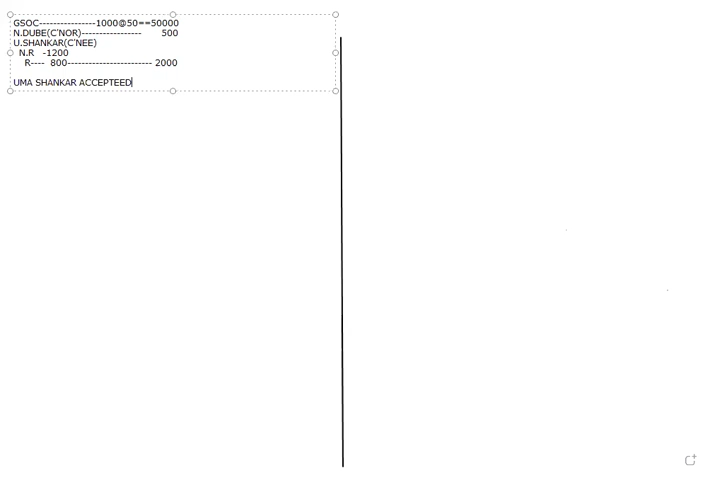 GSOC----------------1000@50==50000
N.DUBE(C'NOR)----------------- 500
U.SHANKAR(C'NEE)
N.R -1200
R---- 800------------------------ 2000
UMA SHANKAR ACCEPTEED